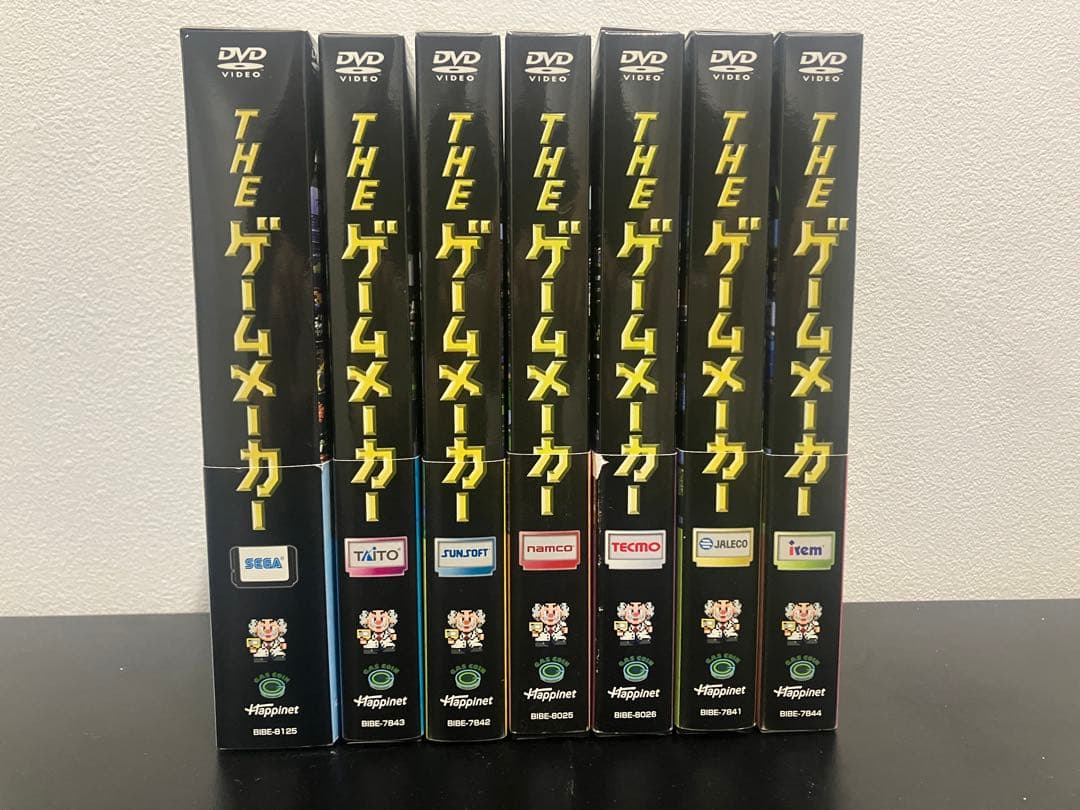 DVD
VIDEO
THE ゲームメーカー
SEGA
GAS COIN
Happinet
BIBE-8125
DVD
VIDEO
THE ゲームメーカー
TAITO
GAS COIN
Happinet
BIBE-7843
DVD
VIDEO
THE ゲームメーカー
SUNSOFT
GAS COIN
Happinet
BIBE-7842
DVD
VIDEO
THE ゲームメーカー
namco
GAS COIN
Happinet
BIBE-8025
DVD
VIDEO
THE ゲームメーカー
TECMO
GAS COIN
Happinet
BIBE-8026
DVD
VIDEO
THE ゲームメーカー
JALECO
GAS COIN
Happinet
BIBE-7841
DVD
VIDEO
THE ゲームメーカー
irem
GAS COIN
Happinet
BIBE-7844